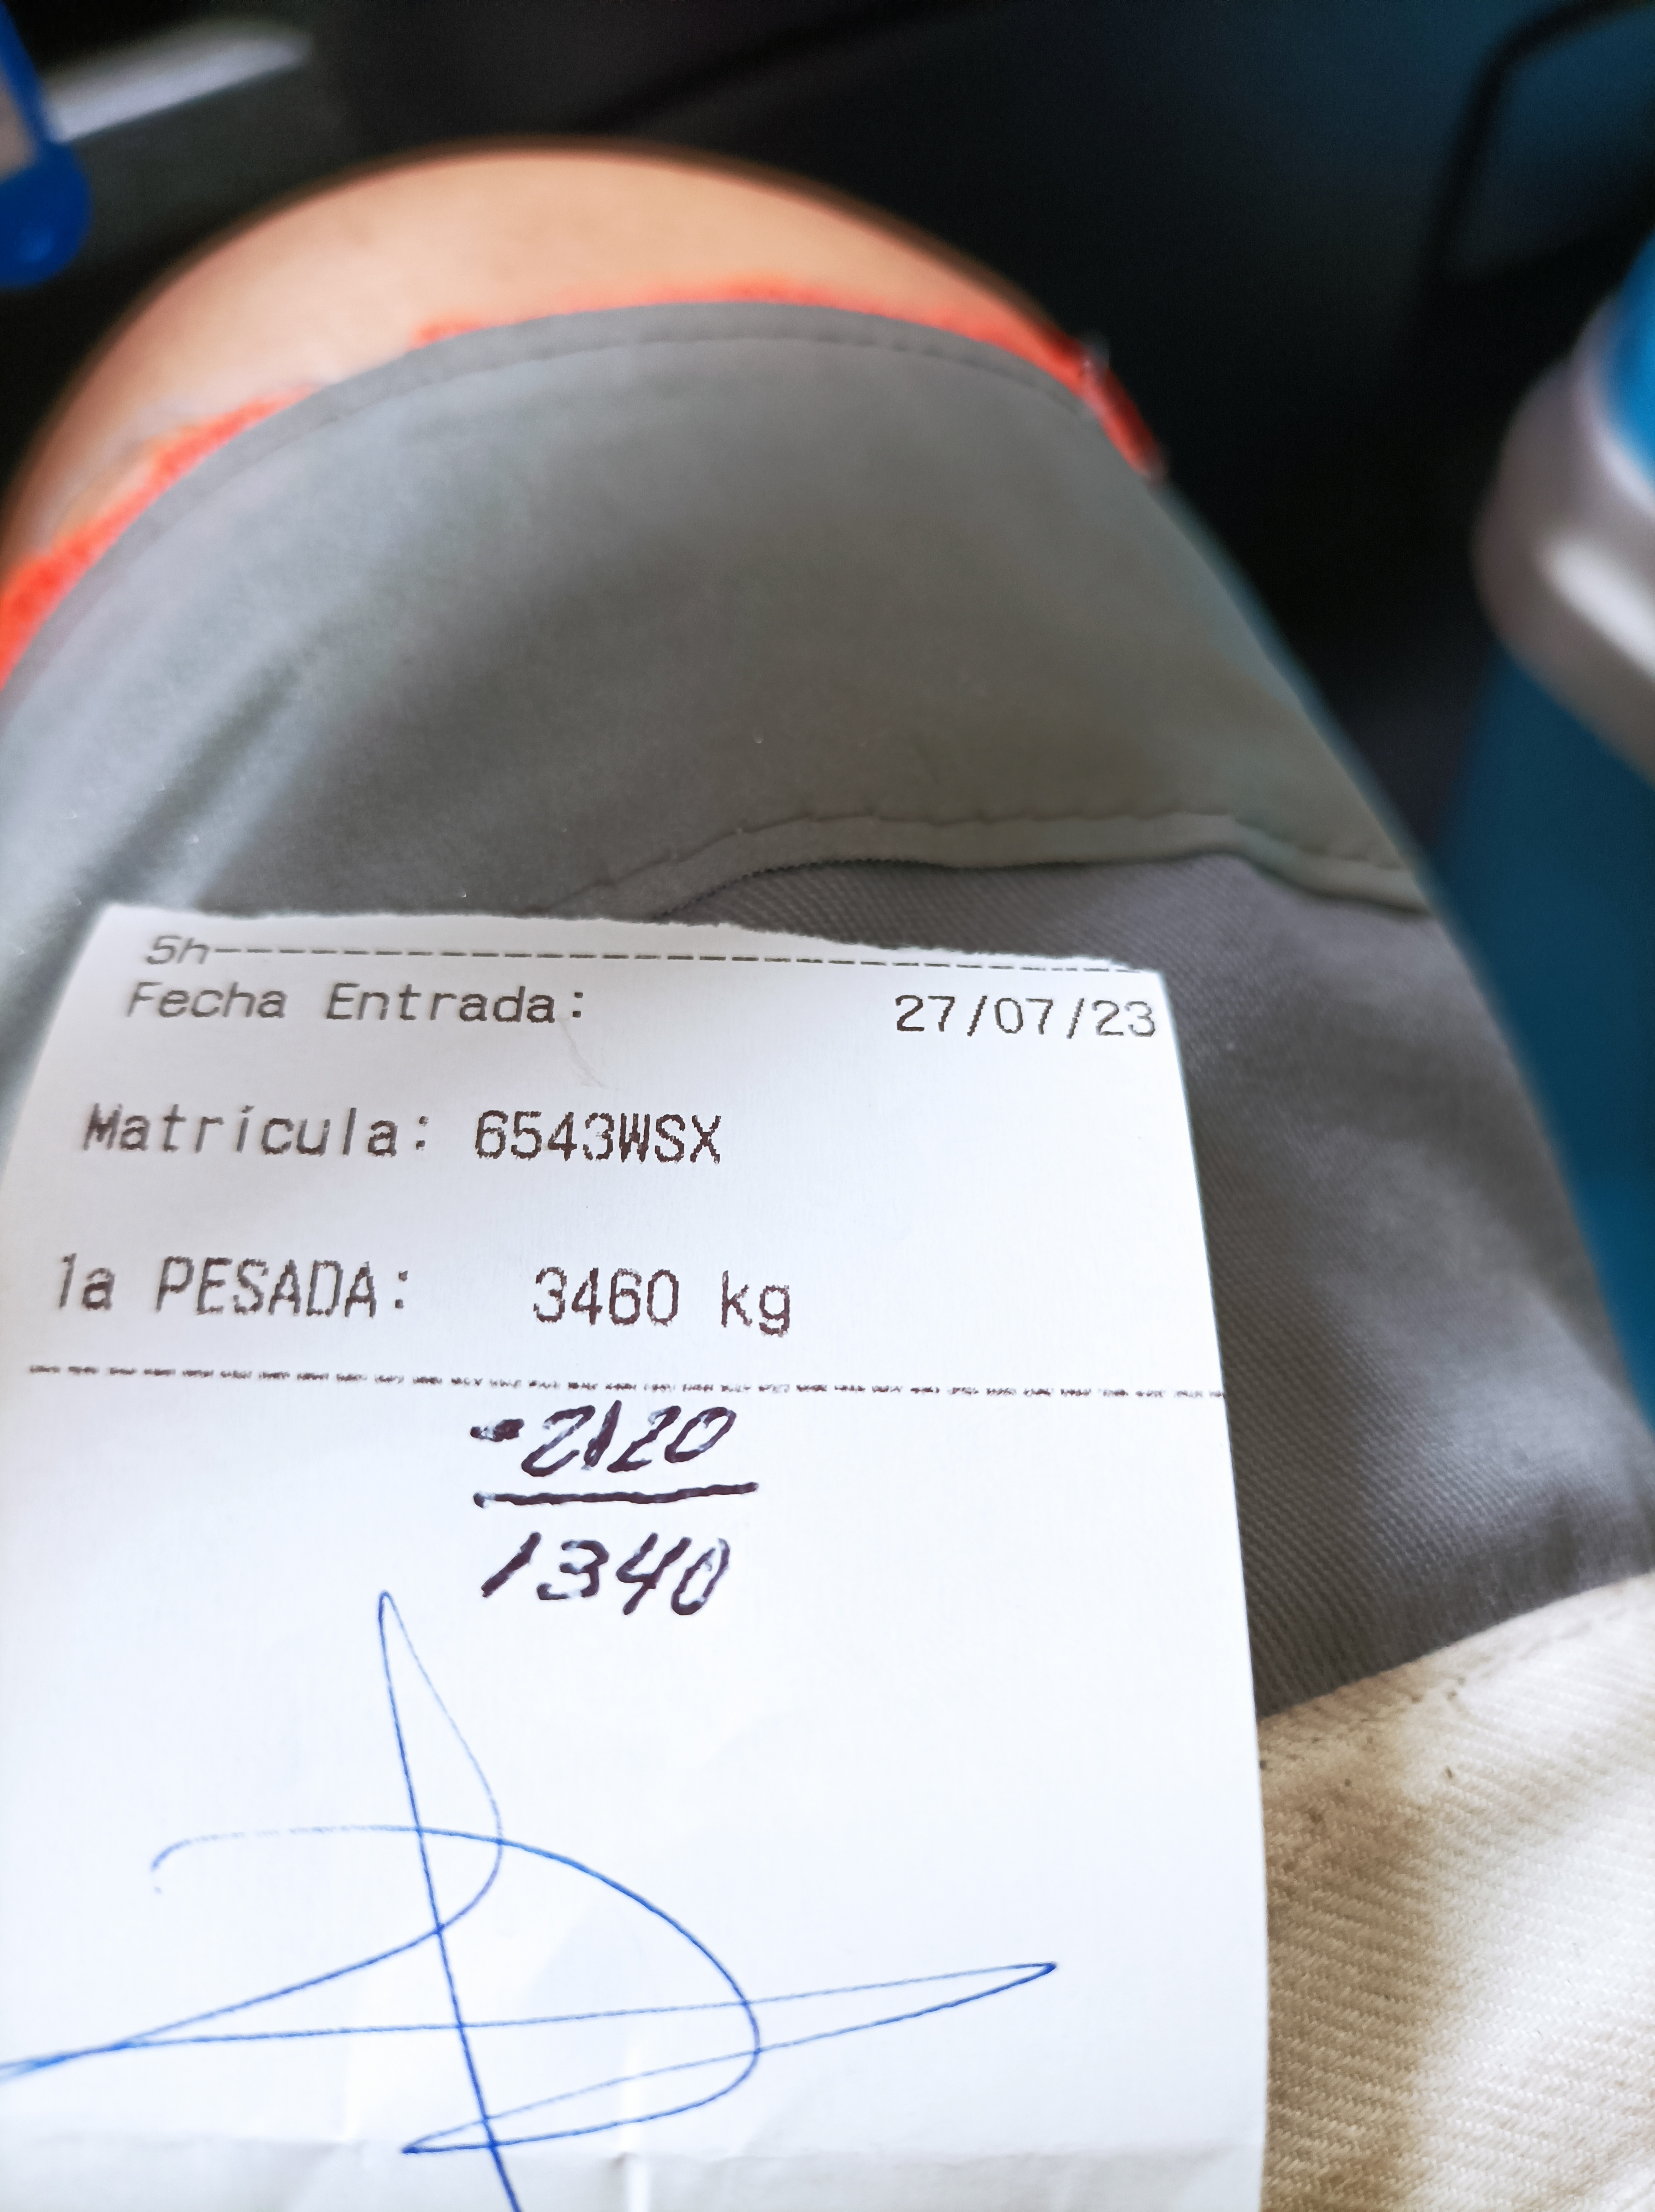 5h------------------------------
Fecha Entrada: 27/07/23
Matrícula: 6543WSX
1a PESADA: 3460 kg
-2120
1340